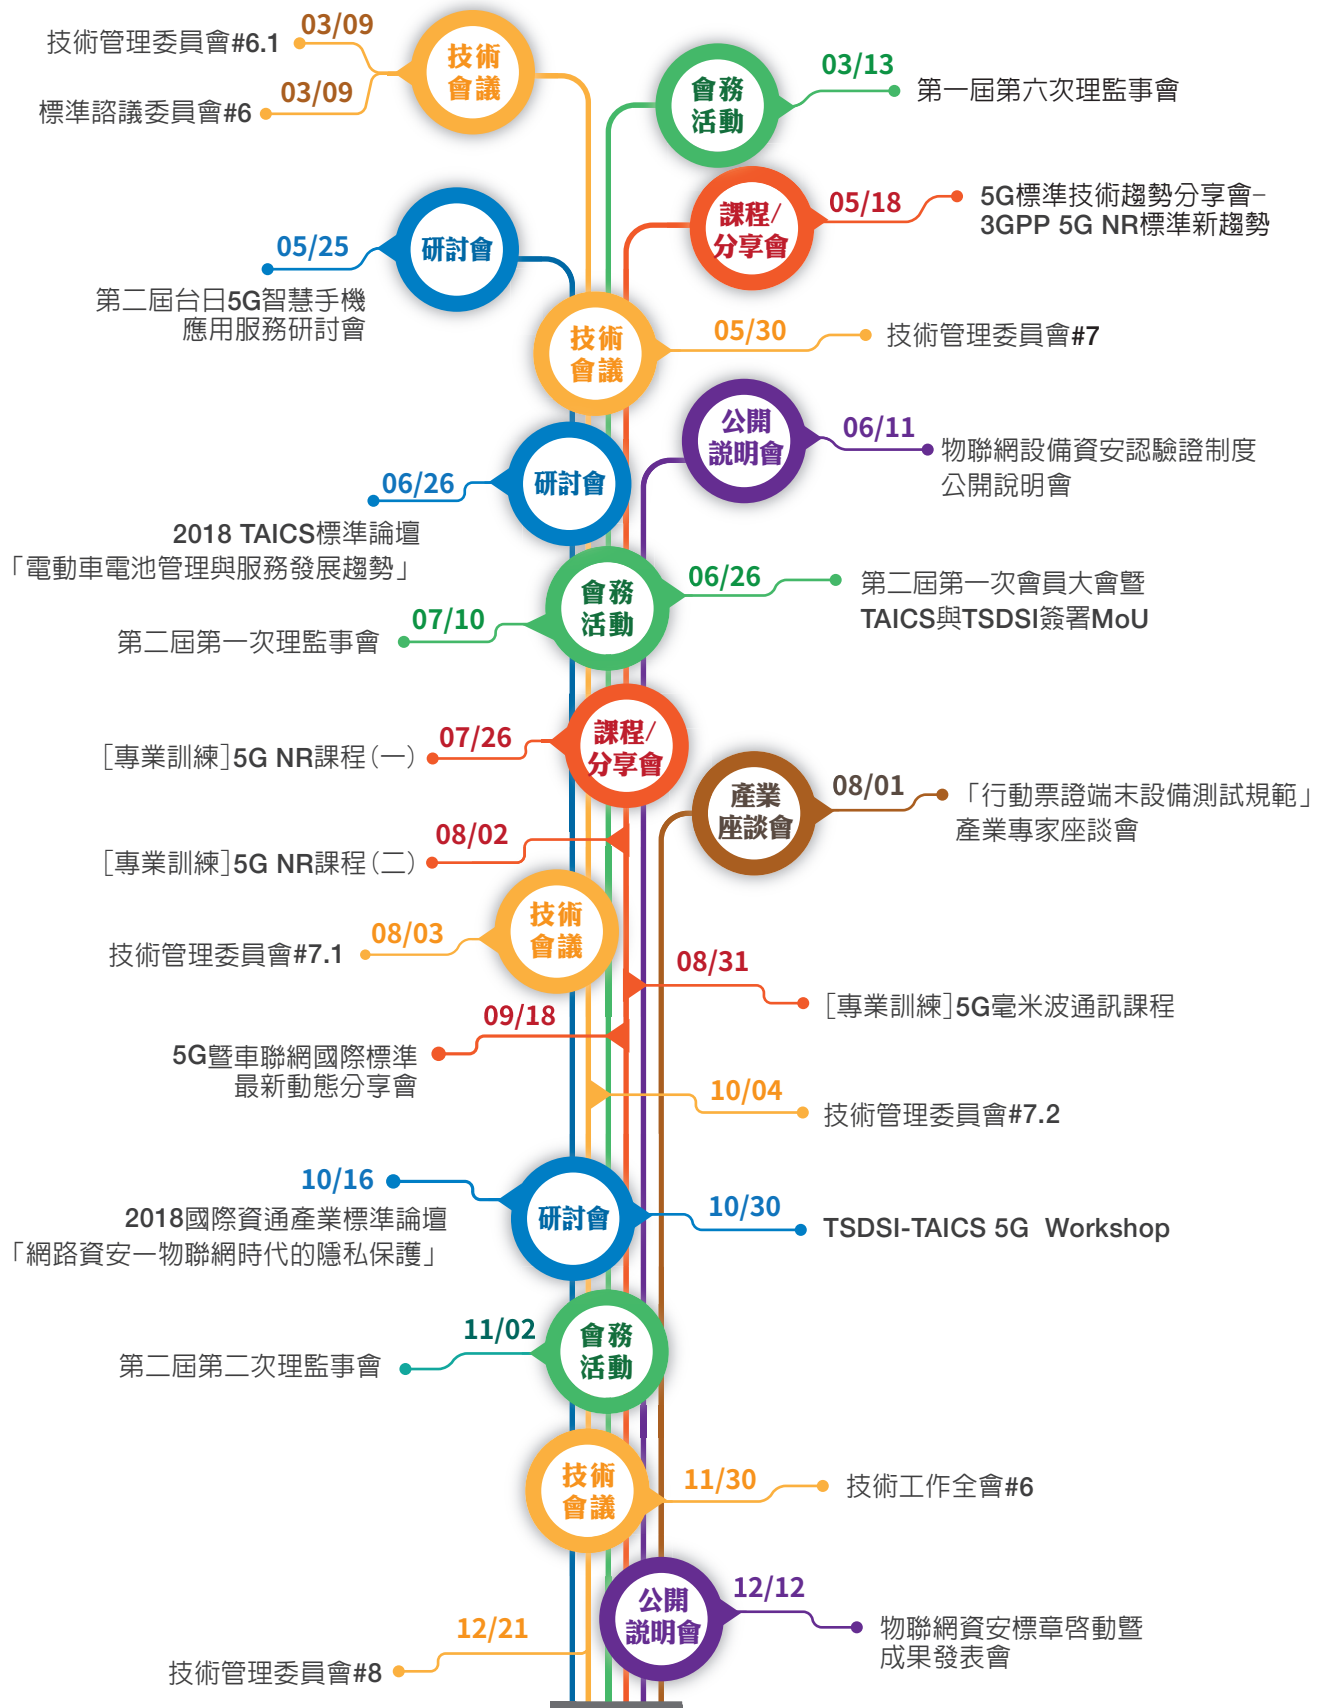 03/09
技術管理委員會#6.1
技術
會議
03/09
標準諮議委員會#6
會務
活動
03/13
第一屆第六次理監事會
課程/
分享會
05/18
5G標準技術趨勢分享會–
3GPP 5G NR標準新趨勢
05/25
研討會
第二屆台日5G智慧手機
應用服務研討會
技術
會議
05/30
技術管理委員會#7
公開
說明會
06/11
物聯網設備資安認驗證制度
公開說明會
06/26
研討會
2018 TAICS標準論壇
「電動車電池管理與服務發展趨勢」
會務
活動
06/26
第二屆第一次會員大會暨
TAICS與TSDSI簽署MoU
07/10
第二屆第一次理監事會
課程/
分享會
07/26
[專業訓練]5G NR課程(一)
產業
座談會
08/01
「行動票證端末設備測試規範」
產業專家座談會
08/02
[專業訓練]5G NR課程(二)
技術
會議
08/03
技術管理委員會#7.1
08/31
[專業訓練]5G毫米波通訊課程
09/18
5G暨車聯網國際標準
最新動態分享會
10/04
技術管理委員會#7.2
10/16
研討會
2018國際資通產業標準論壇
「網路資安一物聯網時代的隱私保護」
10/30
TSDSI-TAICS 5G Workshop
11/02
會務
活動
第二屆第二次理監事會
技術
會議
11/30
技術工作全會#6
公開
說明會
12/12
物聯網資安標章啓動暨
成果發表會
12/21
技術管理委員會#8